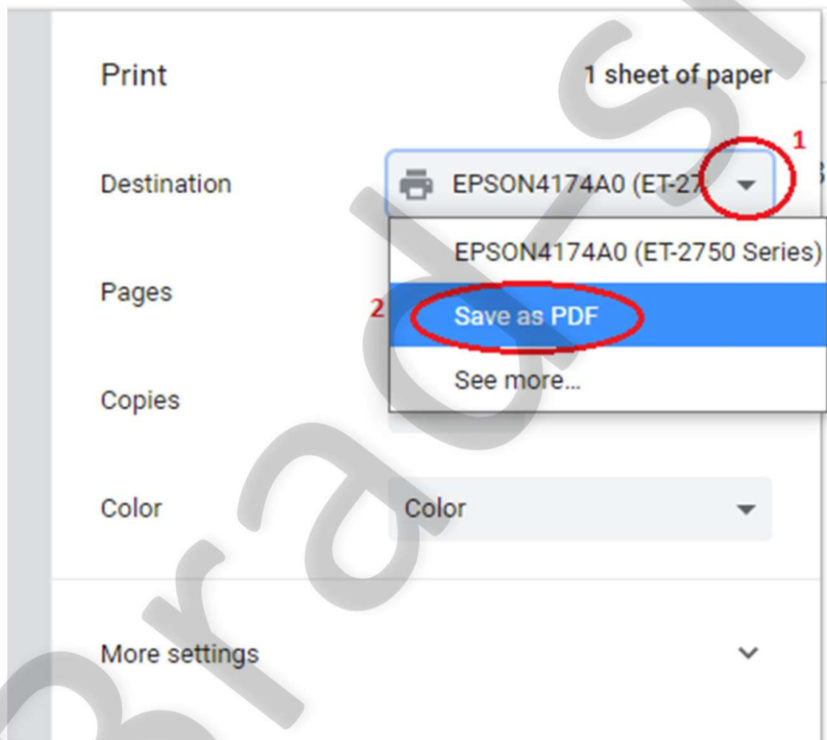 Print 1 sheet of paper
1
Destination EPSON4174A0 (ET-27
EPSON4174A0 (ET-2750 Series)
Pages
2 Save as PDF
See more...
Copies
Color Color
More settings